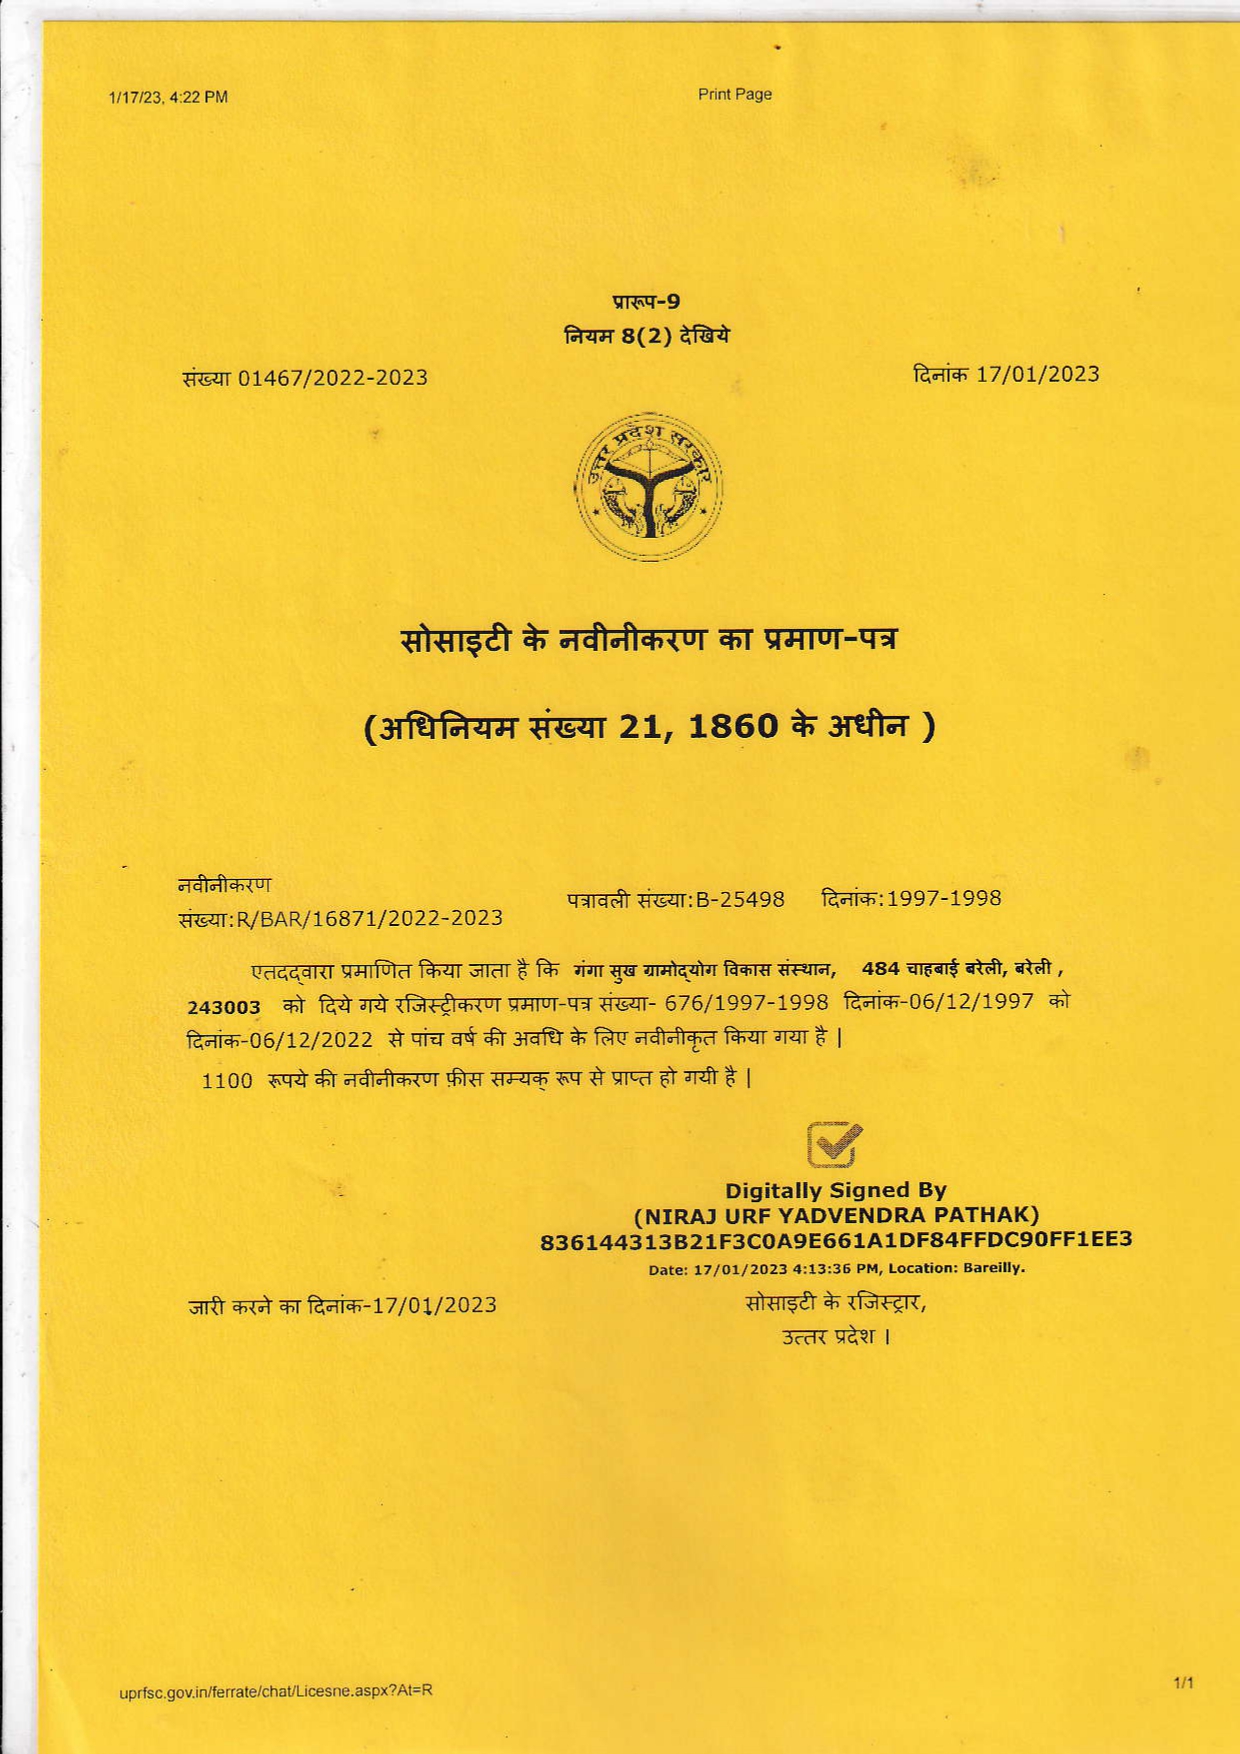 1/17/23, 4:22 PM
Print Page
प्रारूप-9
नियम 8(2) देखिये
संख्या 01467/2022-2023
दिनांक 17/01/2023
उत्तर प्रदेश सरकार
सोसाइटी के नवीनीकरण का प्रमाण-पत्र
(अधिनियम संख्या 21, 1860 के अधीन )
नवीनीकरण
संख्या:R/BAR/16871/2022-2023
पत्रावली संख्या:B-25498 दिनांक:1997-1998
एतदद्वारा प्रमाणित किया जाता है कि गंगा सुख ग्रामोद्योग विकास संस्थान, 484 चाहबाई बरेली, बरेली ,
243003 को दिये गये रजिस्ट्रीकरण प्रमाण-पत्र संख्या- 676/1997-1998 दिनांक-06/12/1997 को
दिनांक-06/12/2022 से पांच वर्ष की अवधि के लिए नवीनीकृत किया गया है |
1100 रूपये की नवीनीकरण फ़ीस सम्यक् रूप से प्राप्त हो गयी है |
Digitally Signed By
(NIRAJ URF YADVENDRA PATHAK)
836144313B21F3C0A9E661A1DF84FFDC90FF1EE3
Date: 17/01/2023 4:13:36 PM, Location: Bareilly.
जारी करने का दिनांक-17/01/2023
सोसाइटी के रजिस्ट्रार,
उत्तर प्रदेश ।
uprfsc.gov.in/ferrate/chat/Licesne.aspx?At=R
1/1